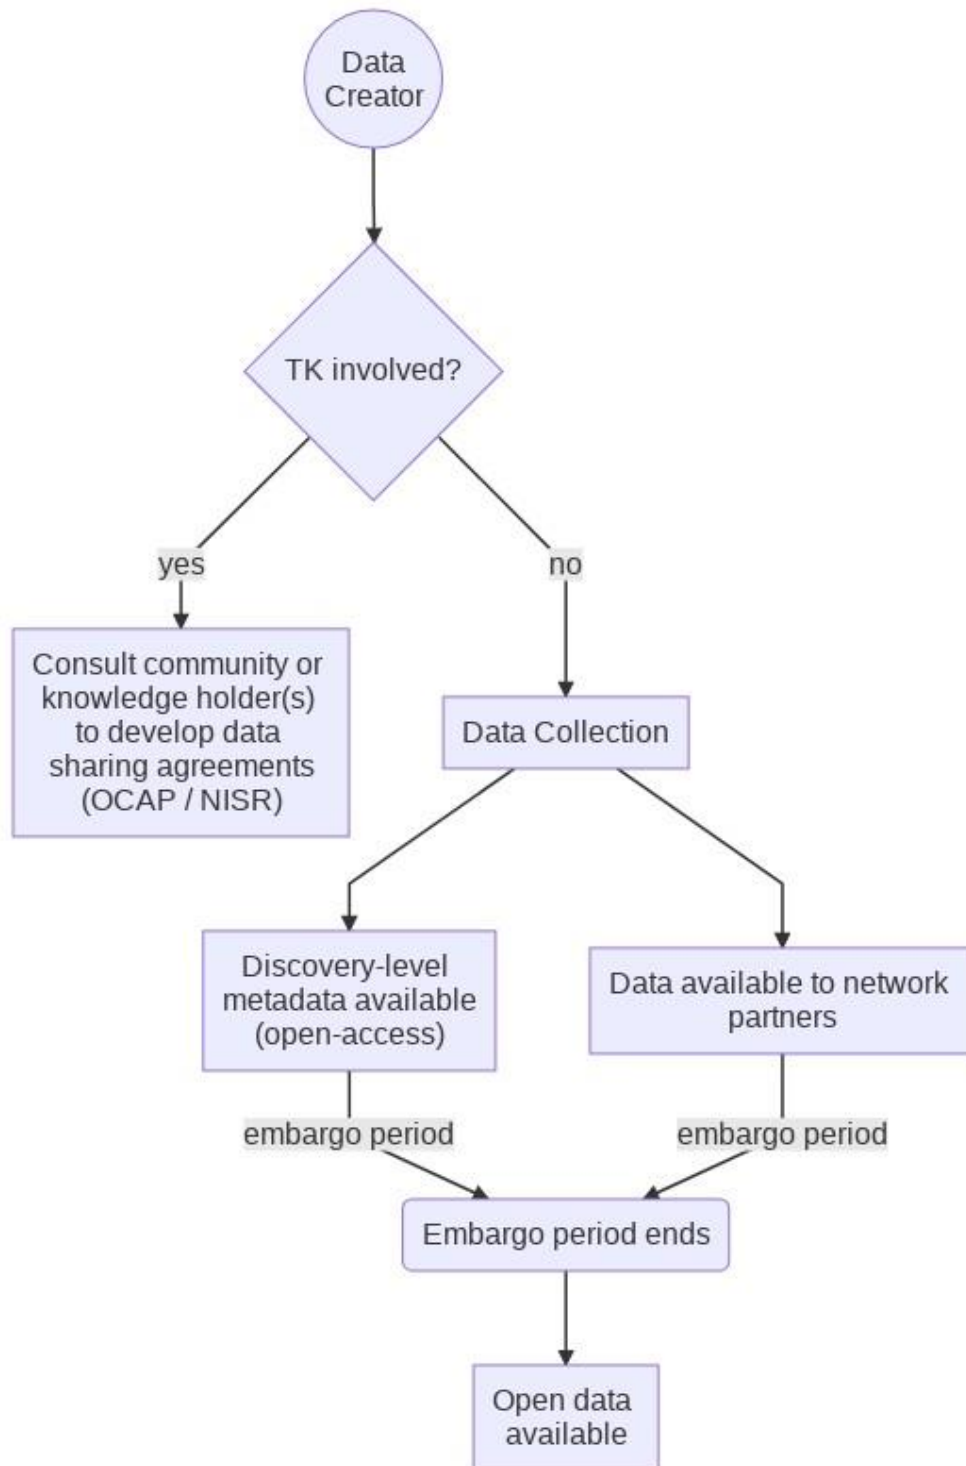 Data
Creator
TK involved?
yes
no
Consult community or
knowledge holder(s)
to develop data
sharing agreements
(OCAP / NISR)
Data Collection
Discovery-level
metadata available
(open-access)
Data available to network
partners
embargo period
embargo period
Embargo period ends
Open data
available